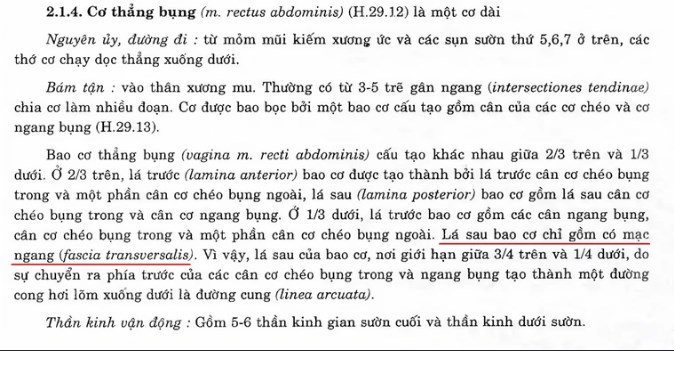 2.1.4. Cơ thẳng bụng (m. rectus abdominis) (H.29.12) là một cơ dài
Nguyên ủy, đường đi : từ mỏm mũi kiếm xương ức và các sụn sườn thứ 5,6,7 ở trên, các
thớ cơ chạy dọc thẳng xuống dưới.
Bám tận : vào thân xương mu. Thường có từ 3-5 trẽ gân ngang (intersectiones tendinae)
chia cơ làm nhiều đoạn. Cơ được bao bọc bởi một bao cơ cấu tạo gồm cân của các cơ chéo và cơ
ngang bụng (H.29.13).
Bao cơ thẳng bụng (vagina m. recti abdominis) cấu tạo khác nhau giữa 2/3 trên và 1/3
dưới. Ở 2/3 trên, lá trước (lamina anterior) bao cơ được tạo thành bởi lá trước cân cơ chéo bụng
trong và một phần cân cơ chéo bụng ngoài, lá sau (lamina posterior) bao cơ gồm lá sau cân cơ
chéo bụng trong và cân cơ ngang bụng. Ở 1/3 dưới, lá trước bao cơ gồm các cân ngang bụng,
cân cơ chéo bụng trong và một phần cân cơ chéo bụng ngoài. Lá sau bao cơ chỉ gồm có mạc
ngang (fascia transversalis). Vì vậy, lá sau của bao cơ, nơi giới hạn giữa 3/4 trên và 1/4 dưới, do
sự chuyển ra phía trước của các cân cơ chéo bụng trong và ngang bụng tạo thành một đường
cong hơi lõm xuống dưới là đường cung (linea arcuata).
Thần kinh vận động : Gồm 5-6 thần kinh gian sườn cuối và thần kinh dưới sườn.